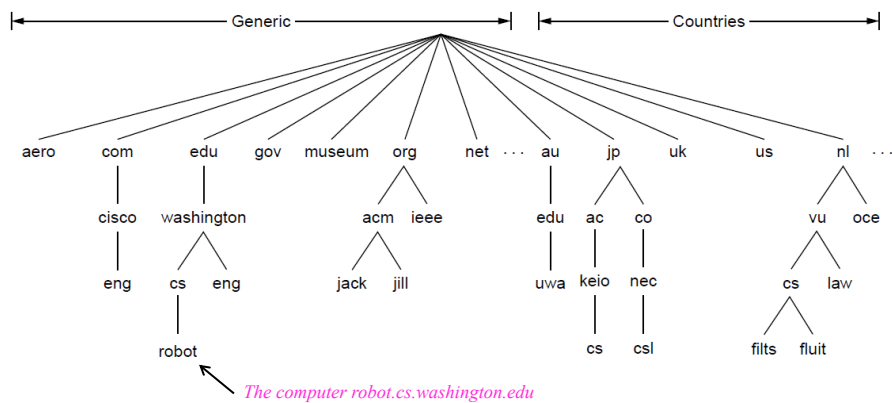 Generic Countries
aero com edu gov museum org net ... au jp uk us nl ...
cisco washington acm ieee edu ac co vu oce
eng cs eng jack jill uwa keio nec cs law
robot cs csl filts fluit
The computer robot.cs.washington.edu